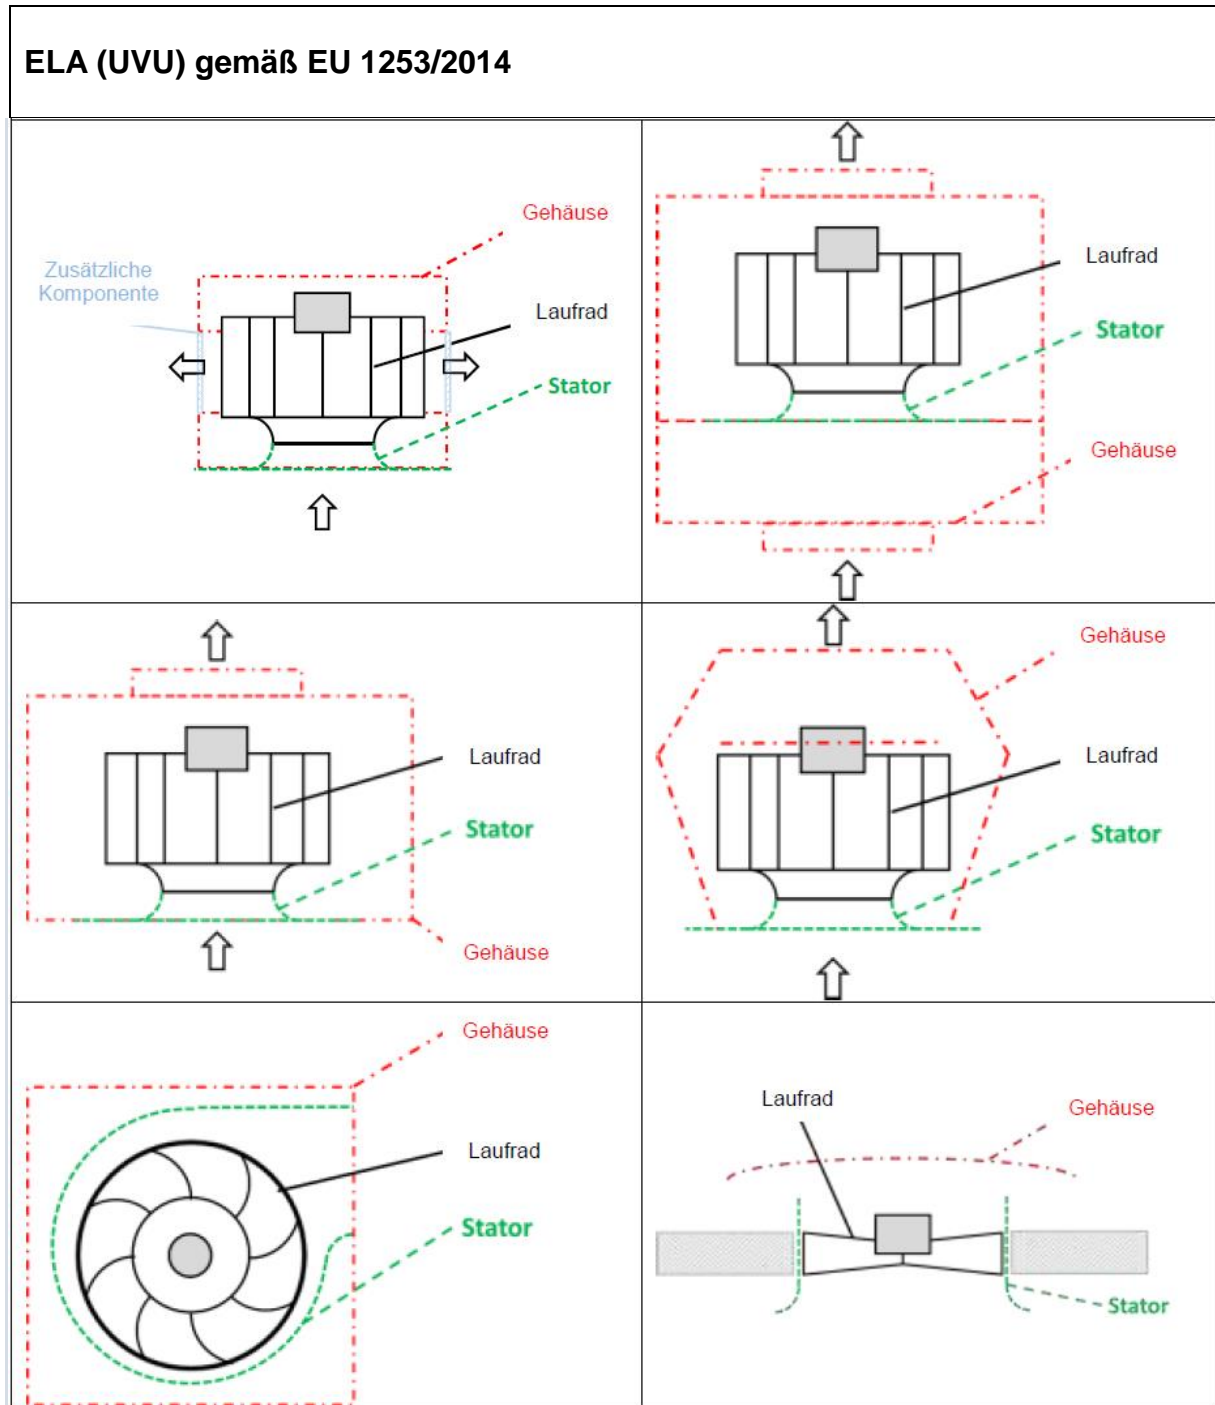 ELA (UVU) gemäß EU 1253/2014
Gehäuse
Zusätzliche
Komponente
Laufrad
Stator
Laufrad
Stator
Gehäuse
Laufrad
Stator
Gehäuse
Gehäuse
Laufrad
Stator
Gehäuse
Laufrad
Stator
Laufrad
Gehäuse
Stator